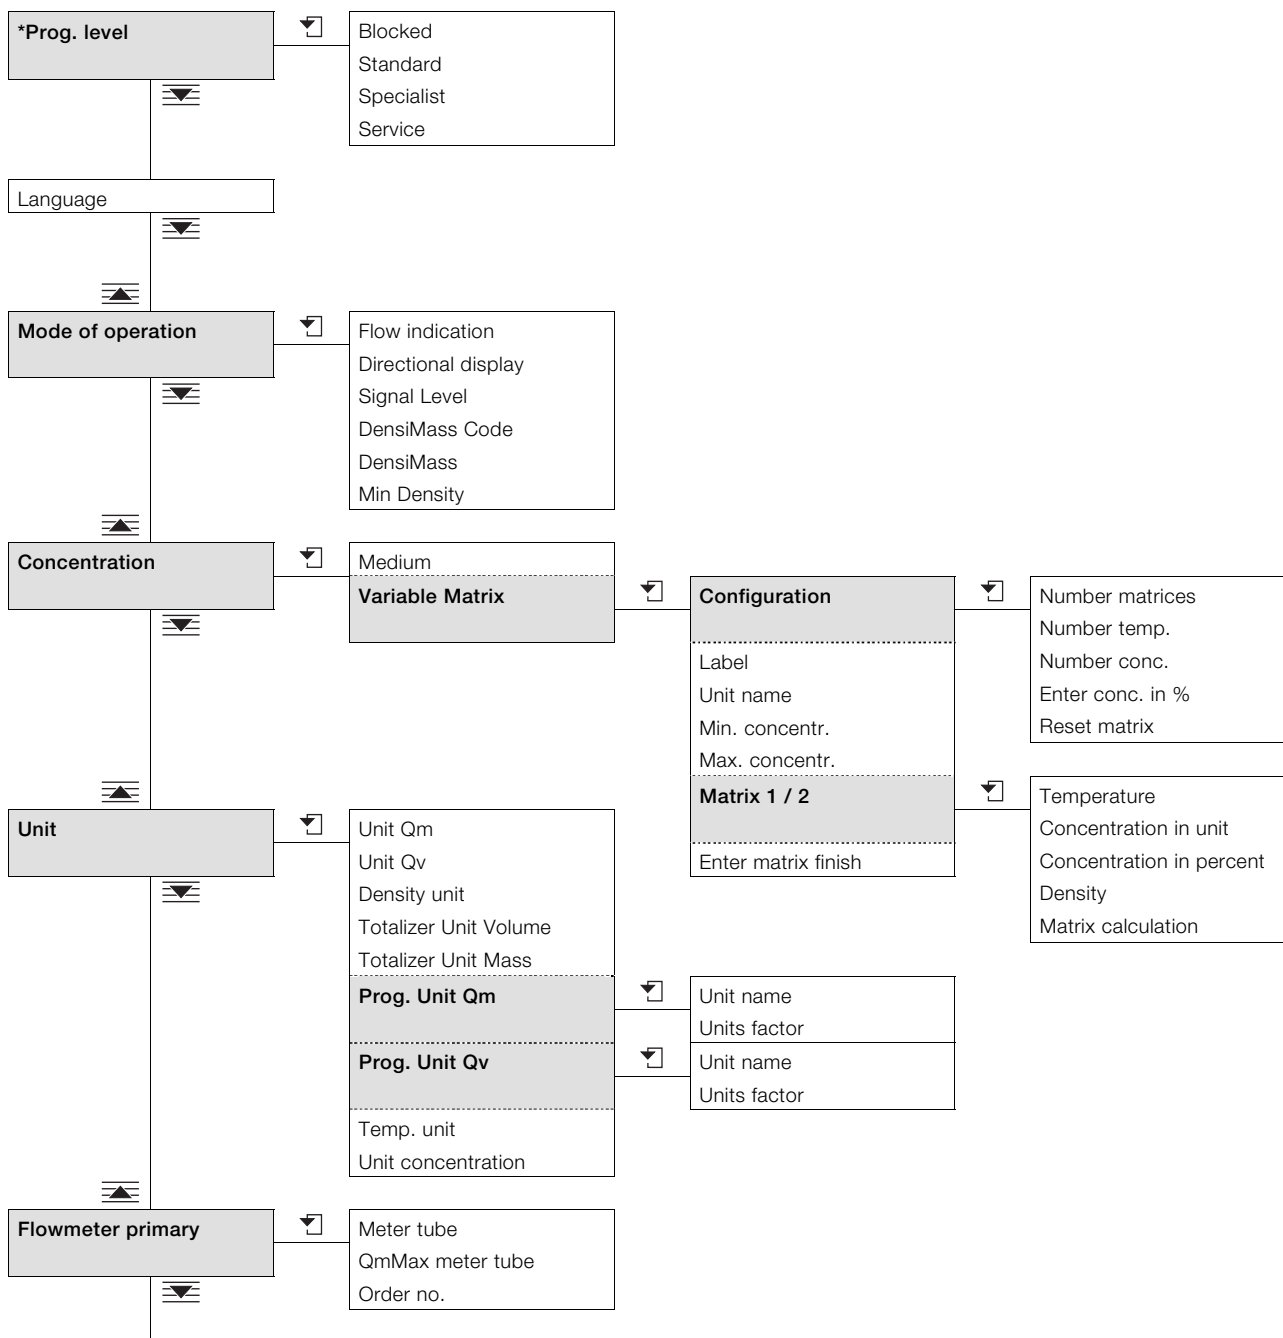 *Prog. level
Blocked
Standard
Specialist
Service
Language
Mode of operation
Flow indication
Directional display
Signal Level
DensiMass Code
DensiMass
Min Density
Concentration
Medium
Variable Matrix
Configuration
Number matrices
Number temp.
Number conc.
Enter conc. in %
Reset matrix
Label
Unit name
Min. concentr.
Max. concentr.
Matrix 1 / 2
Temperature
Concentration in unit
Concentration in percent
Density
Matrix calculation
Enter matrix finish
Unit
Unit Qm
Unit Qv
Density unit
Totalizer Unit Volume
Totalizer Unit Mass
Prog. Unit Qm
Unit name
Units factor
Prog. Unit Qv
Unit name
Units factor
Temp. unit
Unit concentration
Flowmeter primary
Meter tube
QmMax meter tube
Order no.